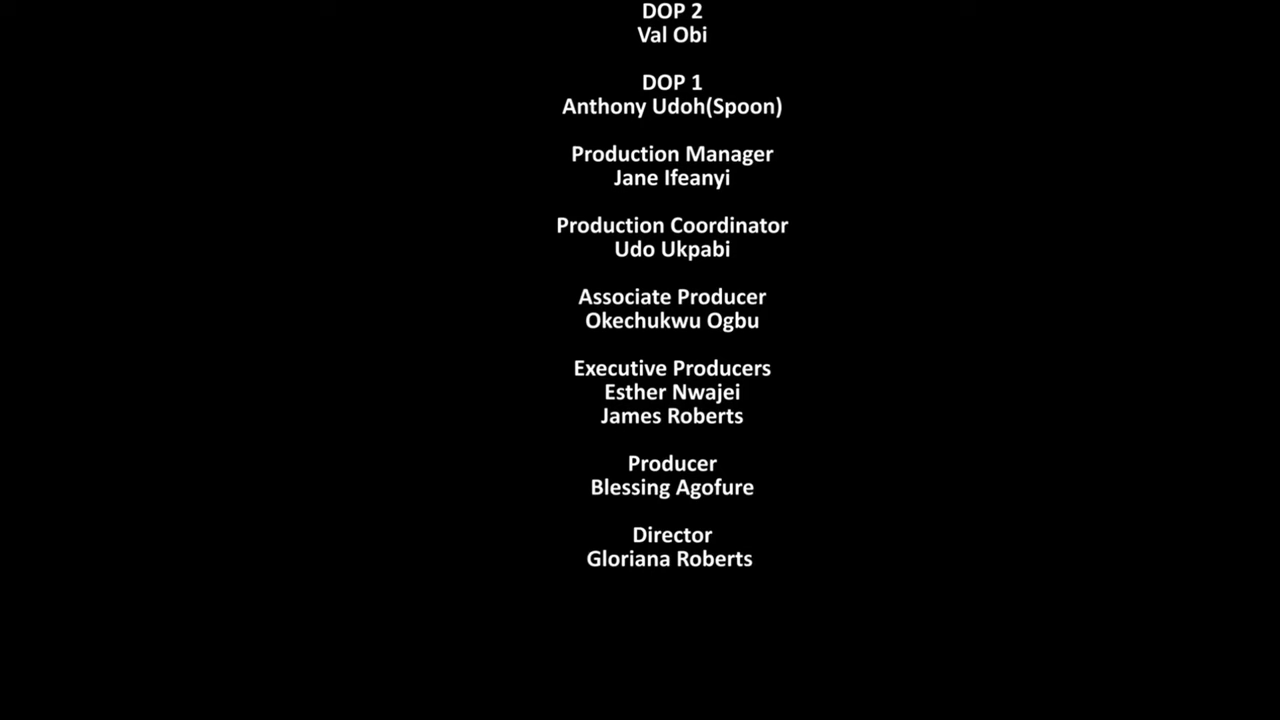 DOP 2
Val Obi
DOP 1
Anthony Udoh(Spoon)
Production Manager
Jane Ifeanyi
Production Coordinator
Udo Ukpabi
Associate Producer
Okechukwu Ogbu
Executive Producers
Esther Nwajei
James Roberts
Producer
Blessing Agofure
Director
Gloriana Roberts